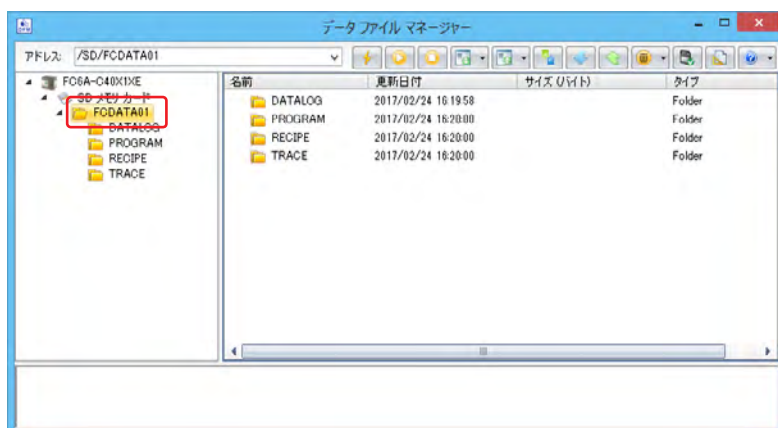 データ ファイル マネージャー
アドレス: /SD/FCDATA01
FC6A-C40X1XE
SD メモリ カード
FCDATA01
DATALOG
PROGRAM
RECIPE
TRACE
名前 更新日付 サイズ (バイト) タイプ
DATALOG 2017/02/24 16:19:58 Folder
PROGRAM 2017/02/24 16:20:00 Folder
RECIPE 2017/02/24 16:20:00 Folder
TRACE 2017/02/24 16:20:00 Folder